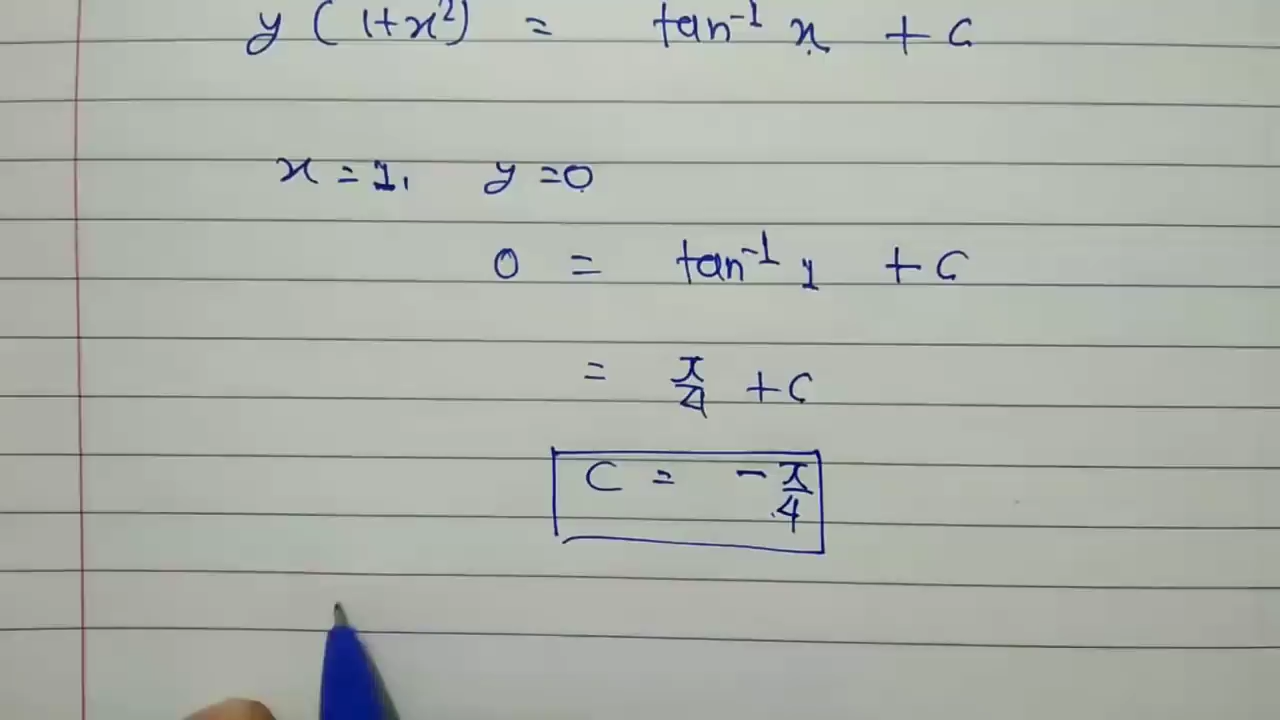 y (1+x²) = tan⁻¹ x + C
x = 1, y = 0
0 = tan⁻¹ 1 + C
= π/4 + C
C = -π/4